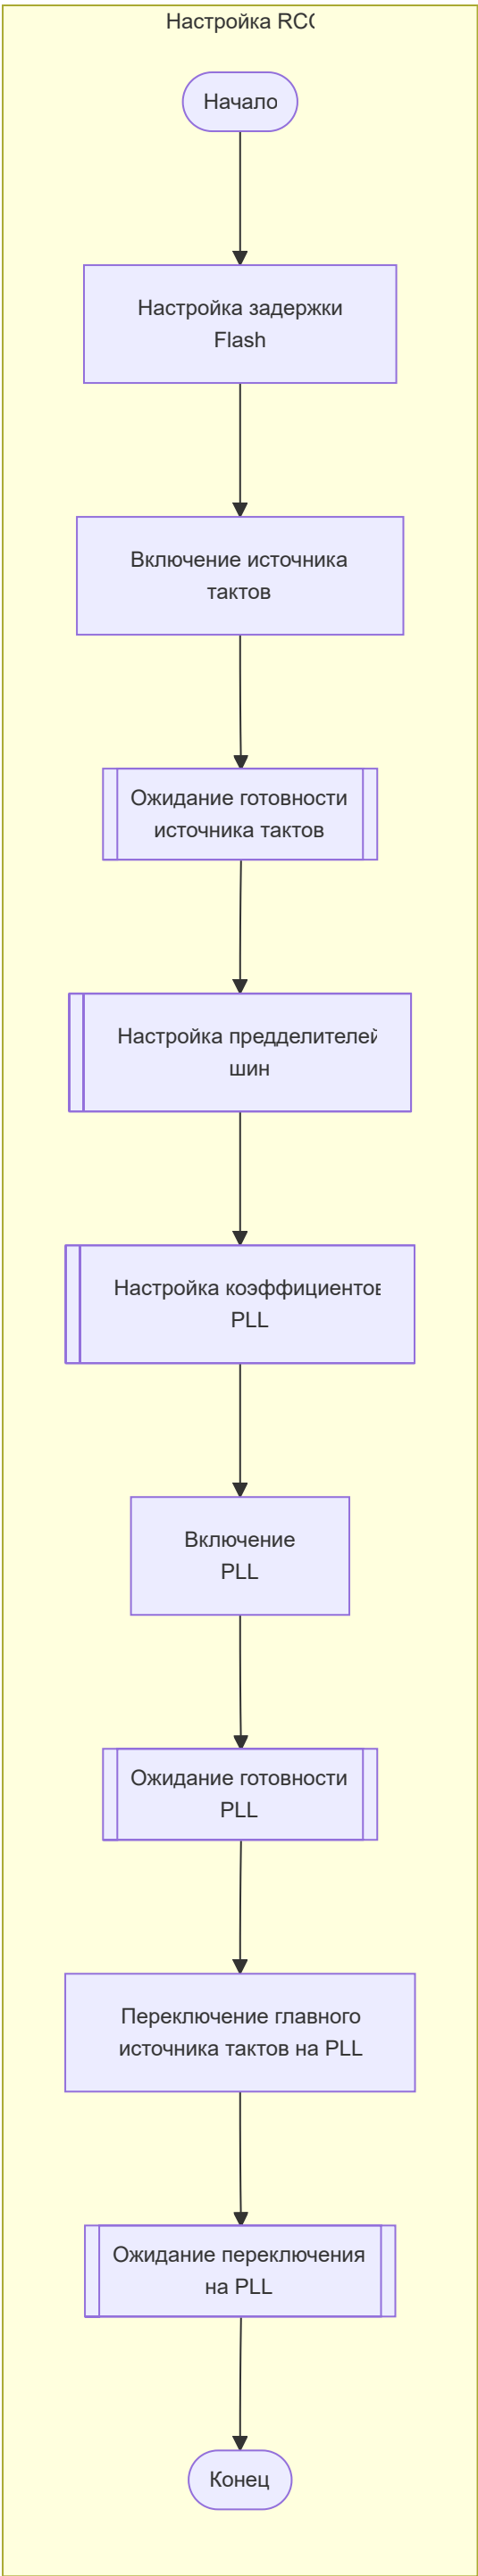 Настройка RCC
Начало
Настройка задержки
Flash
Включение источника
тактов
Ожидание готовности
источника тактов
Настройка предделителей
шин
Настройка коэффициентов
PLL
Включение
PLL
Ожидание готовности
PLL
Переключение главного
источника тактов на PLL
Ожидание переключения
на PLL
Конец